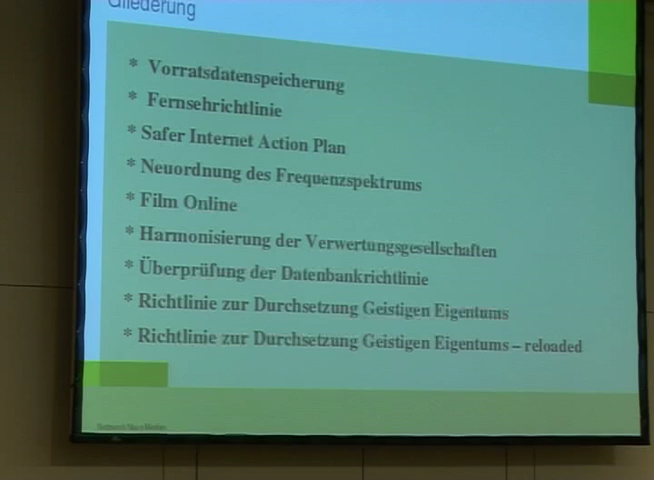 Gliederung
* Vorratsdatenspeicherung
* Fernsehrichtlinie
* Safer Internet Action Plan
* Neuordnung des Frequenzspektrums
* Film Online
* Harmonisierung der Verwertungsgesellschaften
* Überprüfung der Datenbankrichtlinie
* Richtlinie zur Durchsetzung Geistigen Eigentums
* Richtlinie zur Durchsetzung Geistigen Eigentums – reloaded